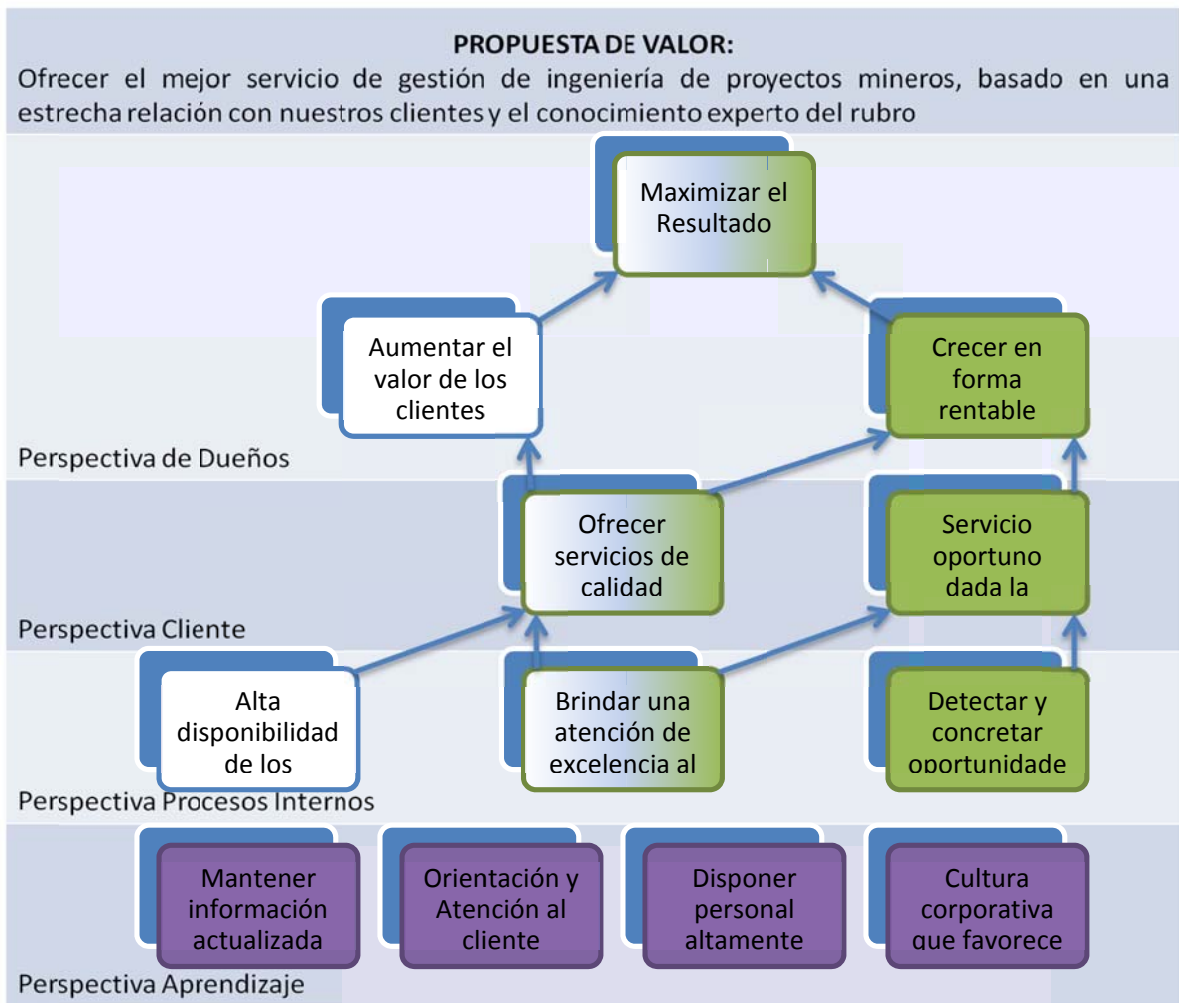 PROPUESTA DE VALOR:
Ofrecer el mejor servicio de gestión de ingeniería de proyectos mineros, basado en una
estrecha relación con nuestros clientes y el conocimiento experto del rubro
Maximizar el
Resultado
Aumentar el
valor de los
clientes
Crecer en
forma
rentable
Perspectiva de Dueños
Ofrecer
servicios de
calidad
Servicio
oportuno
dada la
Perspectiva Cliente
Alta
disponibilidad
de los
Brindar una
atención de
excelencia al
Detectar y
concretar
oportunidade
Perspectiva Procesos Internos
Mantener
información
actualizada
Orientación y
Atención al
cliente
Disponer
personal
altamente
Cultura
corporativa
que favorece
Perspectiva Aprendizaje